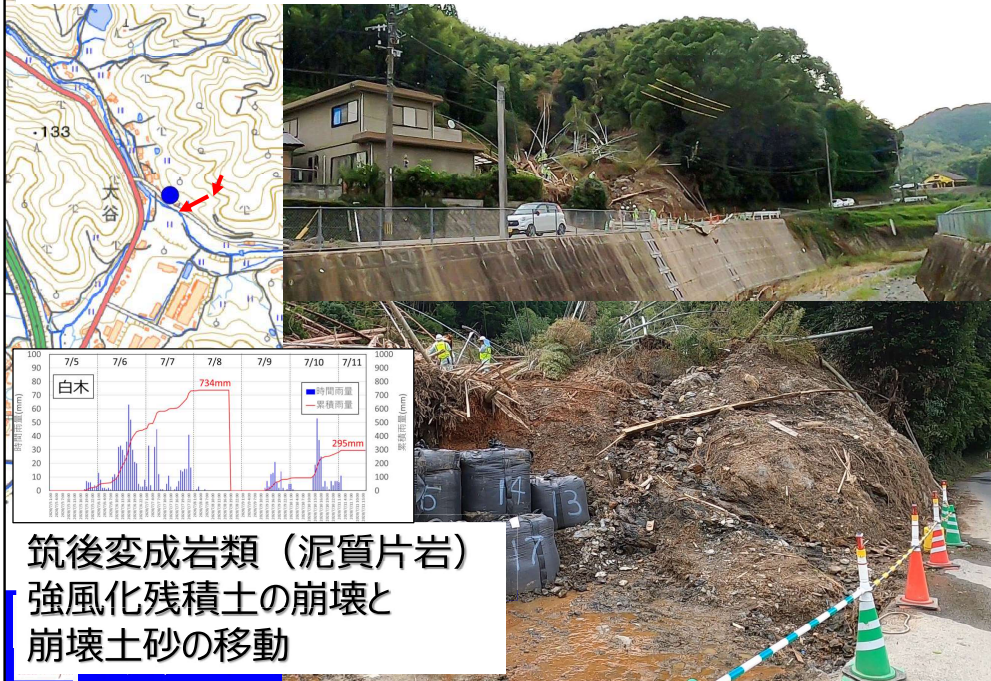 ・133
大谷
白木
7/5 7/6 7/7 7/8 7/9 7/10 7/11
734mm
295mm
時間雨量
累積雨量
時間雨量(mm)
累積雨量(mm)
100 90 80 70 60 50 40 30 20 10 0
1000 900 800 700 600 500 400 300 200 100 0
14
13
17
筑後変成岩類（泥質片岩）
強風化残積土の崩壊と
崩壊土砂の移動